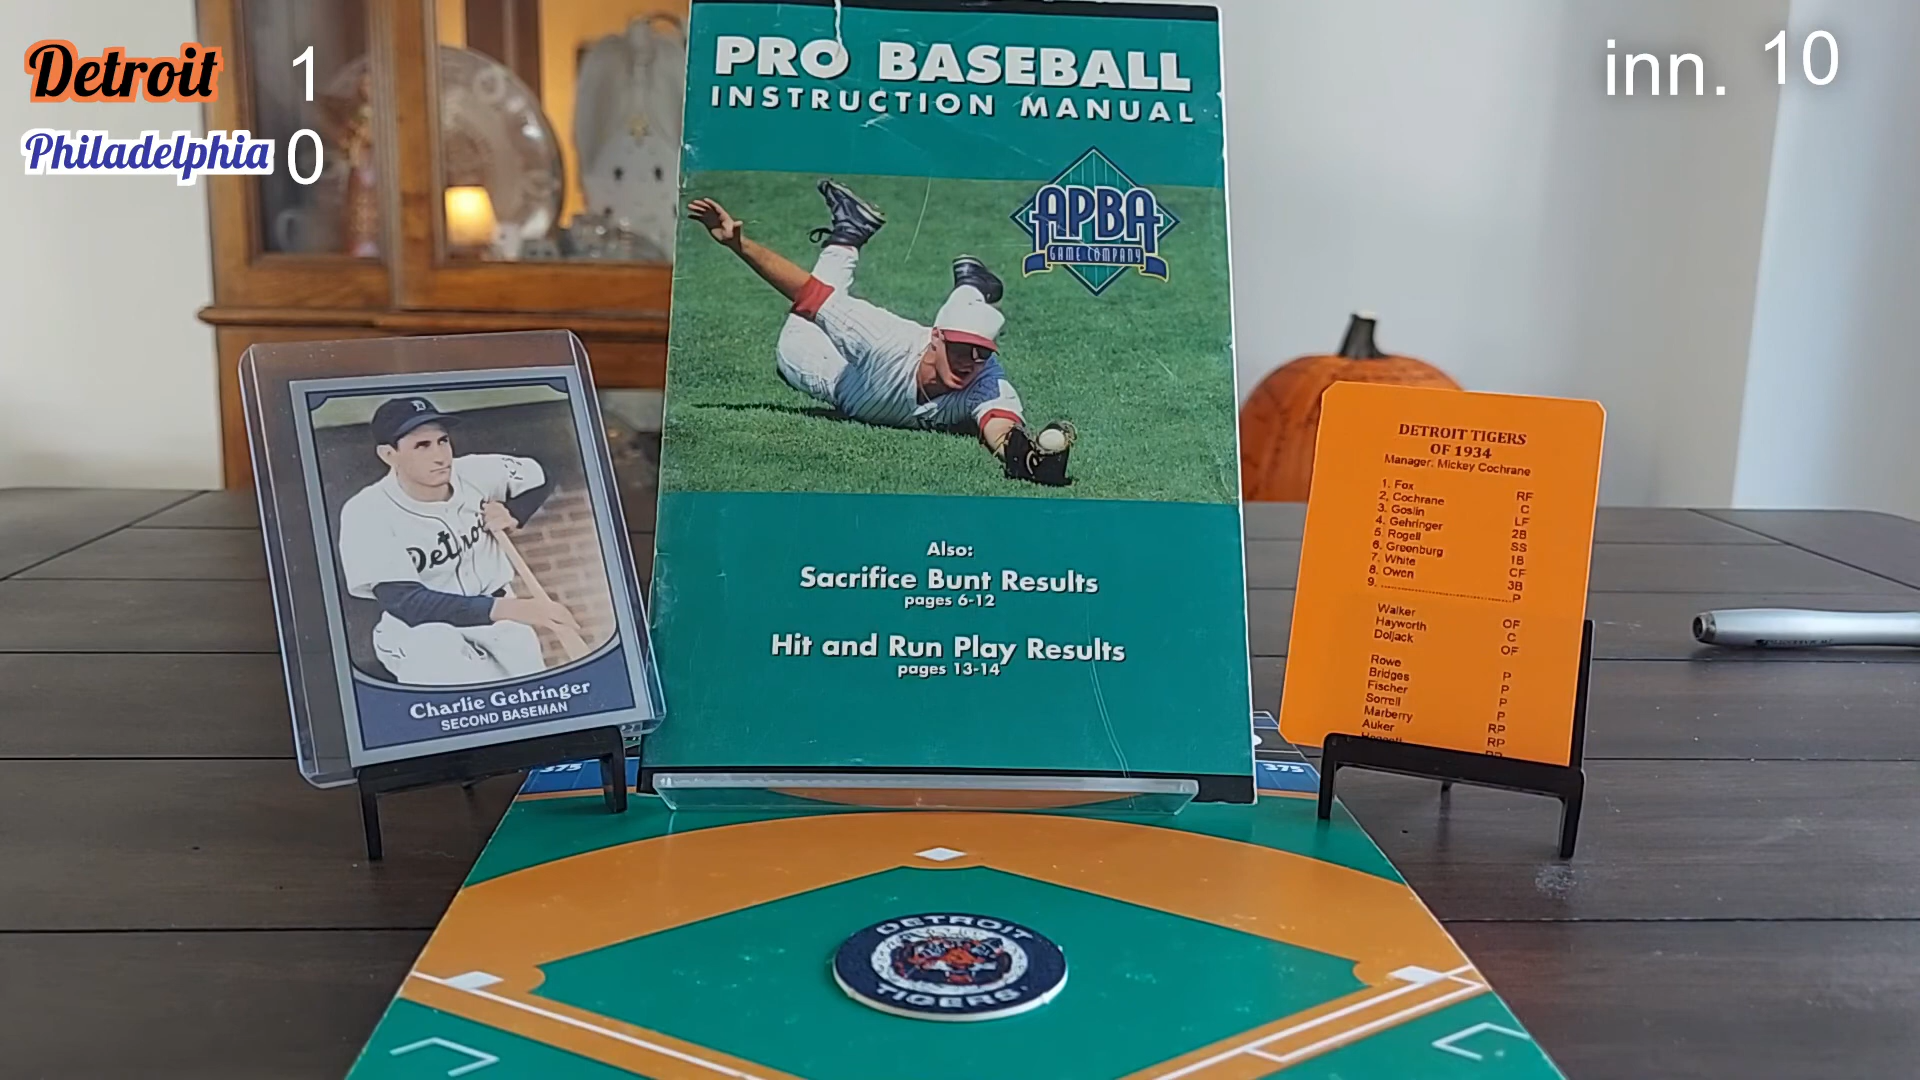 Detroit 1
Philadelphia 0
inn. 10
PRO BASEBALL
INSTRUCTION MANUAL
APBA
GAME COMPANY
Also:
Sacrifice Bunt Results
pages 6-12
Hit and Run Play Results
pages 13-14
D
Detroit
Charlie Gehringer
SECOND BASEMAN
DETROIT TIGERS
OF 1934
Manager. Mickey Cochrane
1. Fox RF
2. Cochrane C
3. Goslin LF
4. Gehringer 2B
5. Rogell SS
6. Greenburg 1B
7. White CF
8. Owen 3B
9. ........................... P
Walker OF
Hayworth C
Doljack OF
Rowe P
Bridges P
Fischer P
Sorrell P
Marberry RP
Auker RP
RP
375
375
DETROIT
TIGERS